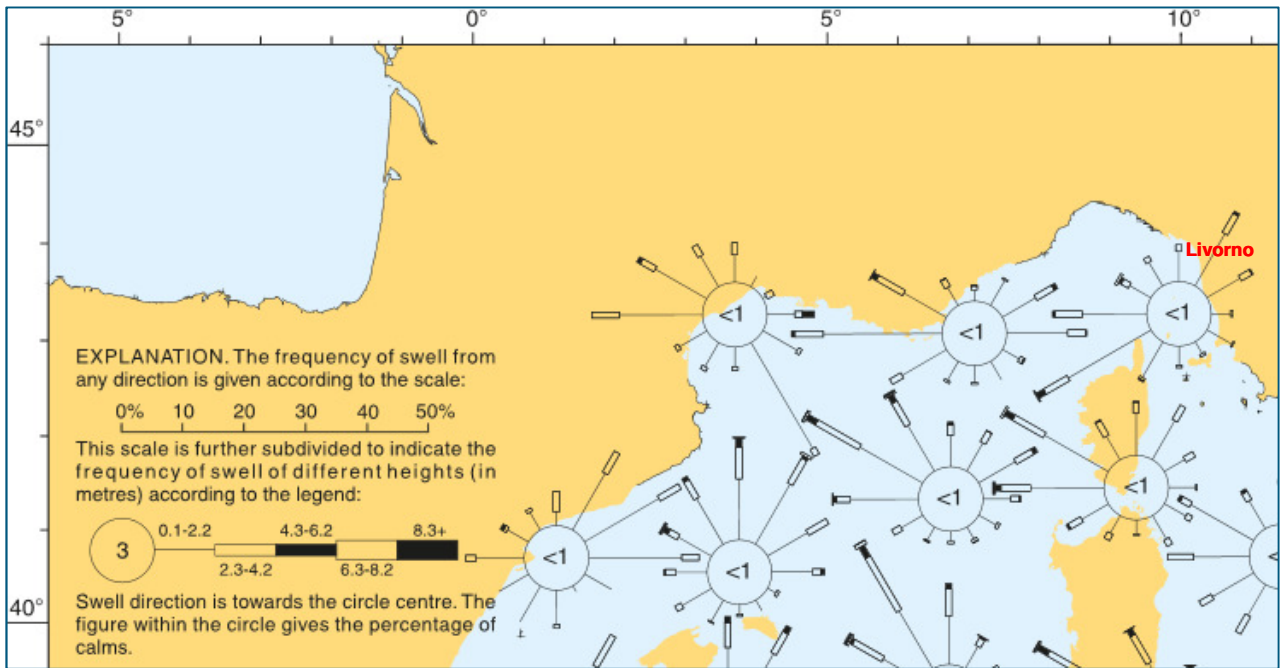 5° 0° 5° 10°
45°
Livorno
<1
<1
<1
EXPLANATION. The frequency of swell from
any direction is given according to the scale:
0% 10 20 30 40 50%
This scale is further subdivided to indicate the
frequency of swell of different heights (in
metres) according to the legend:
<1
<1
0.1-2.2 4.3-6.2 8.3+
3
2.3-4.2 6.3-8.2
<1
<1
<
Swell direction is towards the circle centre. The
figure within the circle gives the percentage of
calms.
40°